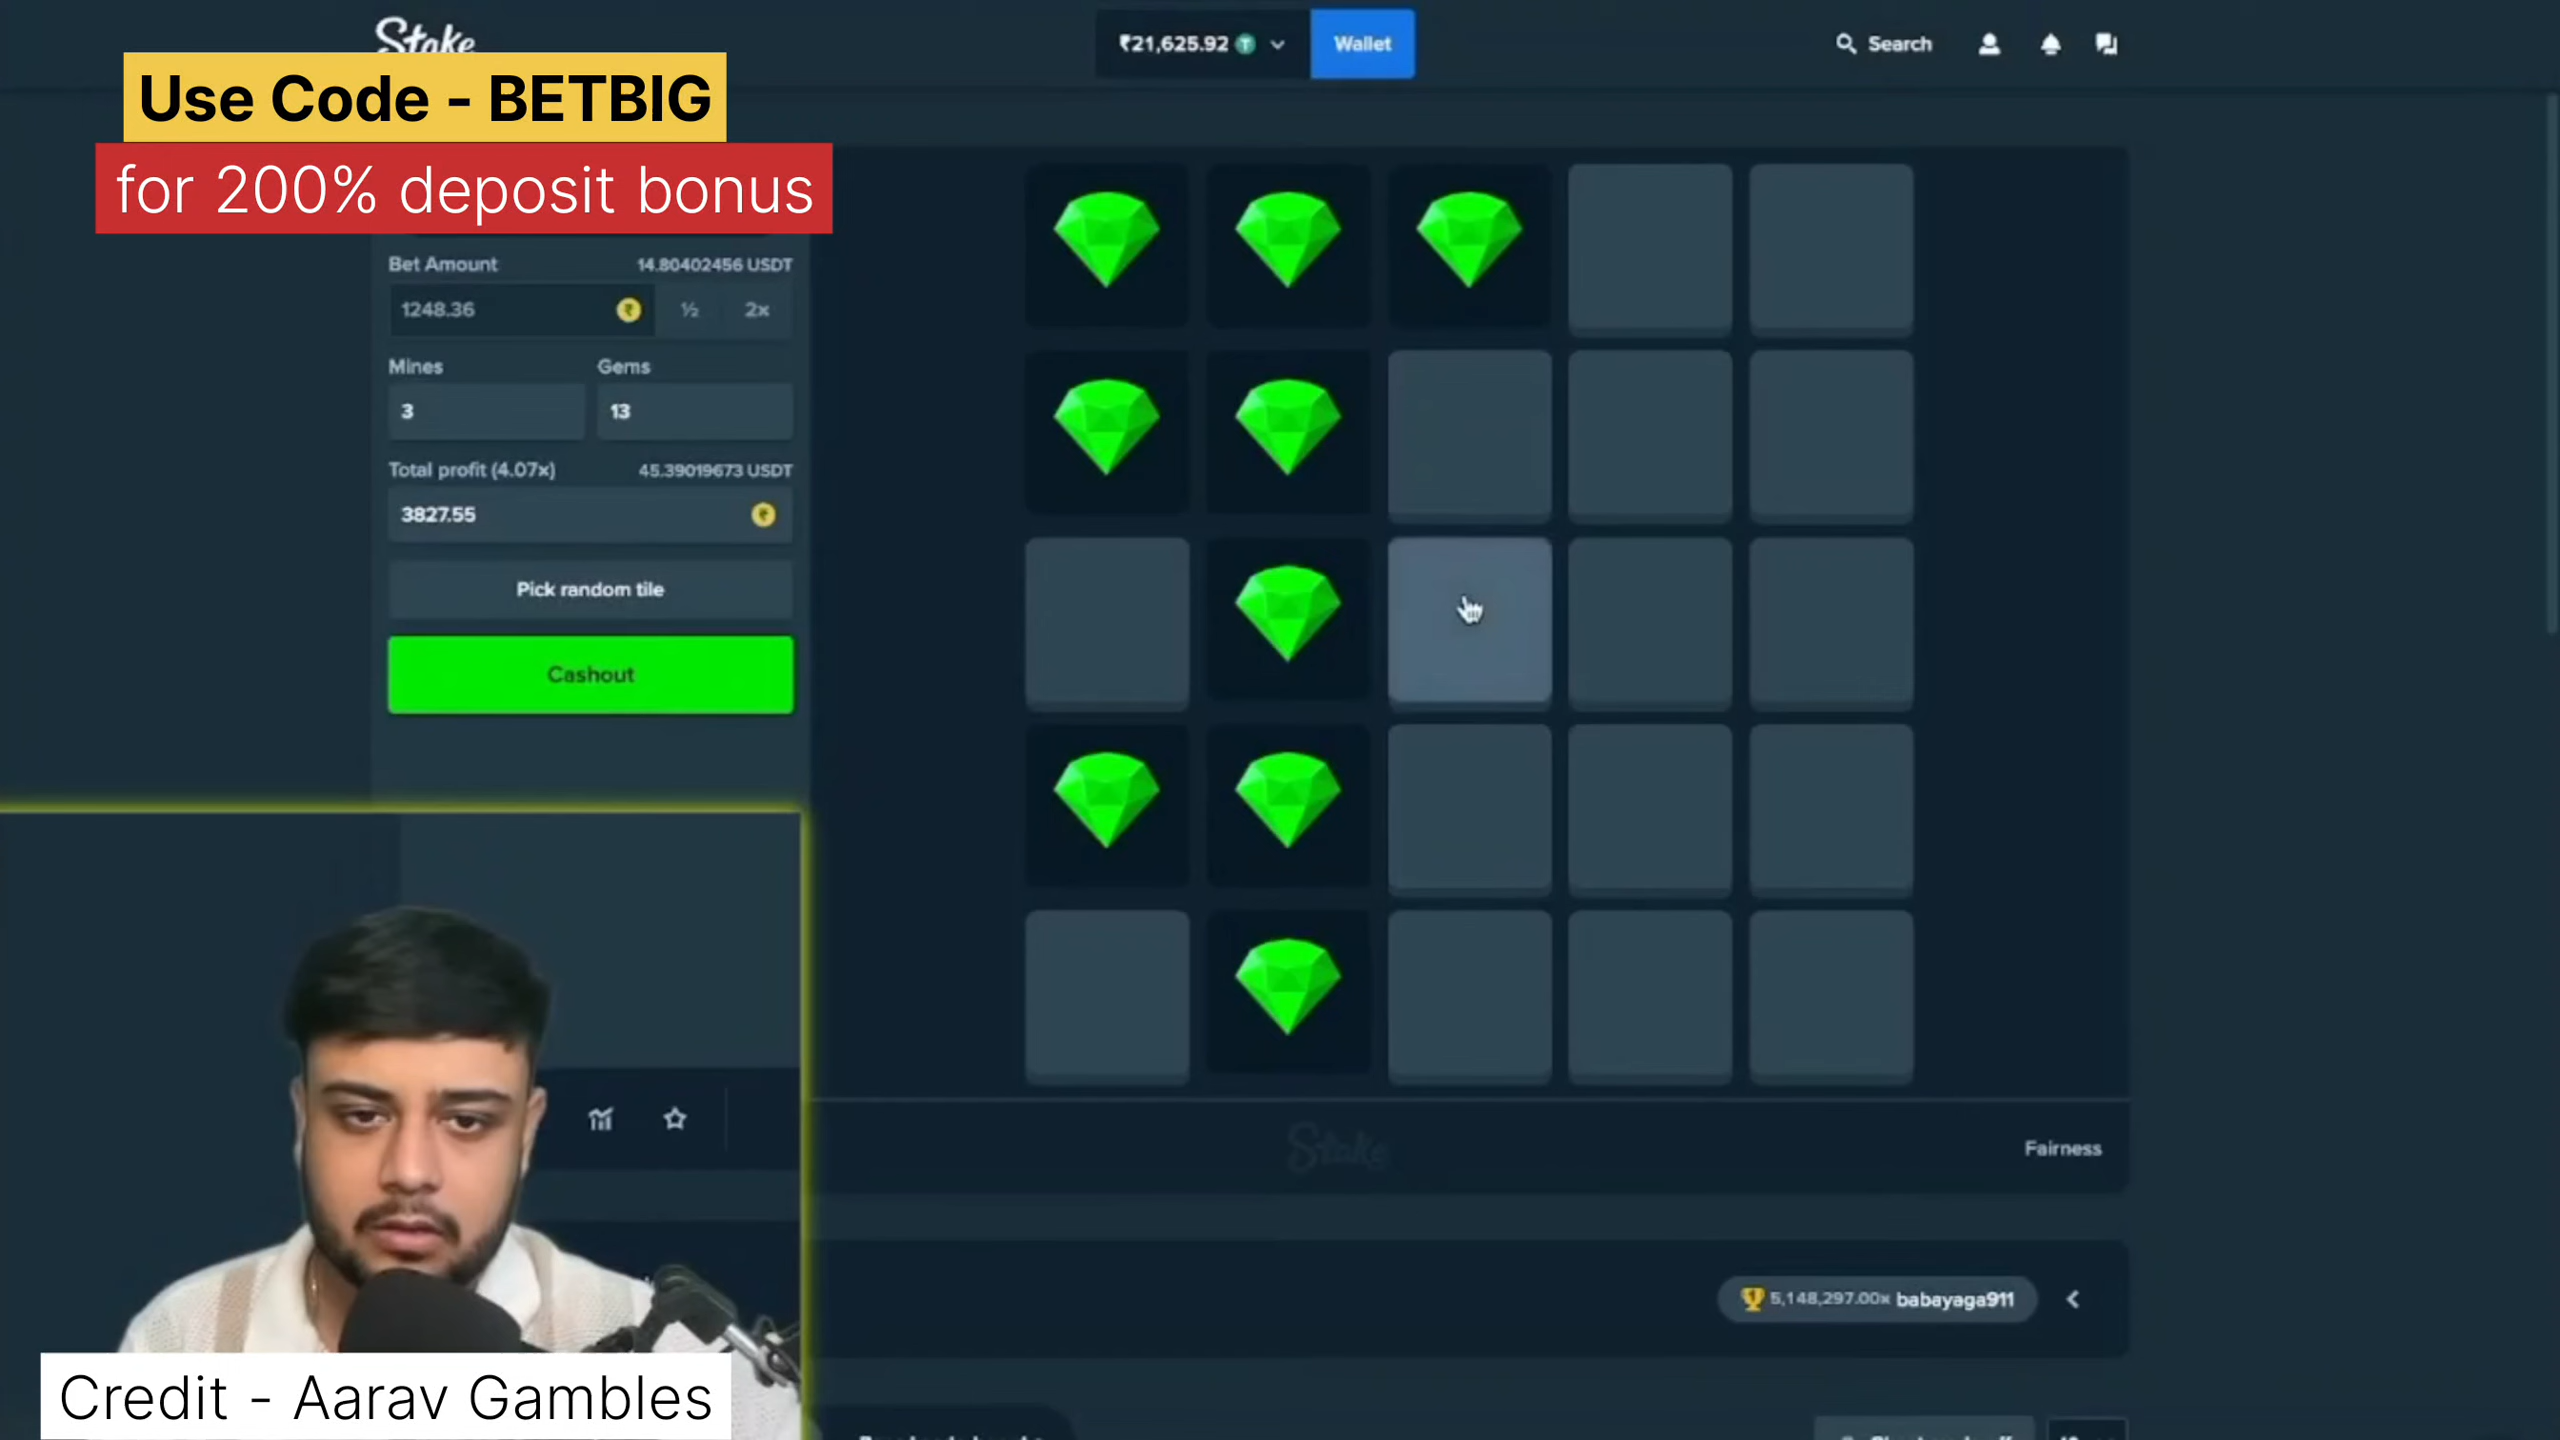 Stake
₹21,625.92
Wallet
Search
Use Code - BETBIG
for 200% deposit bonus
Bet Amount
14.80402456 USDT
1248.36
½
2x
Mines
Gems
3
13
Total profit (4.07x)
45.39019673 USDT
3827.55
Pick random tile
Cashout
Stake
Fairness
5,148,297.00x babayaga911
Credit - Aarav Gambles